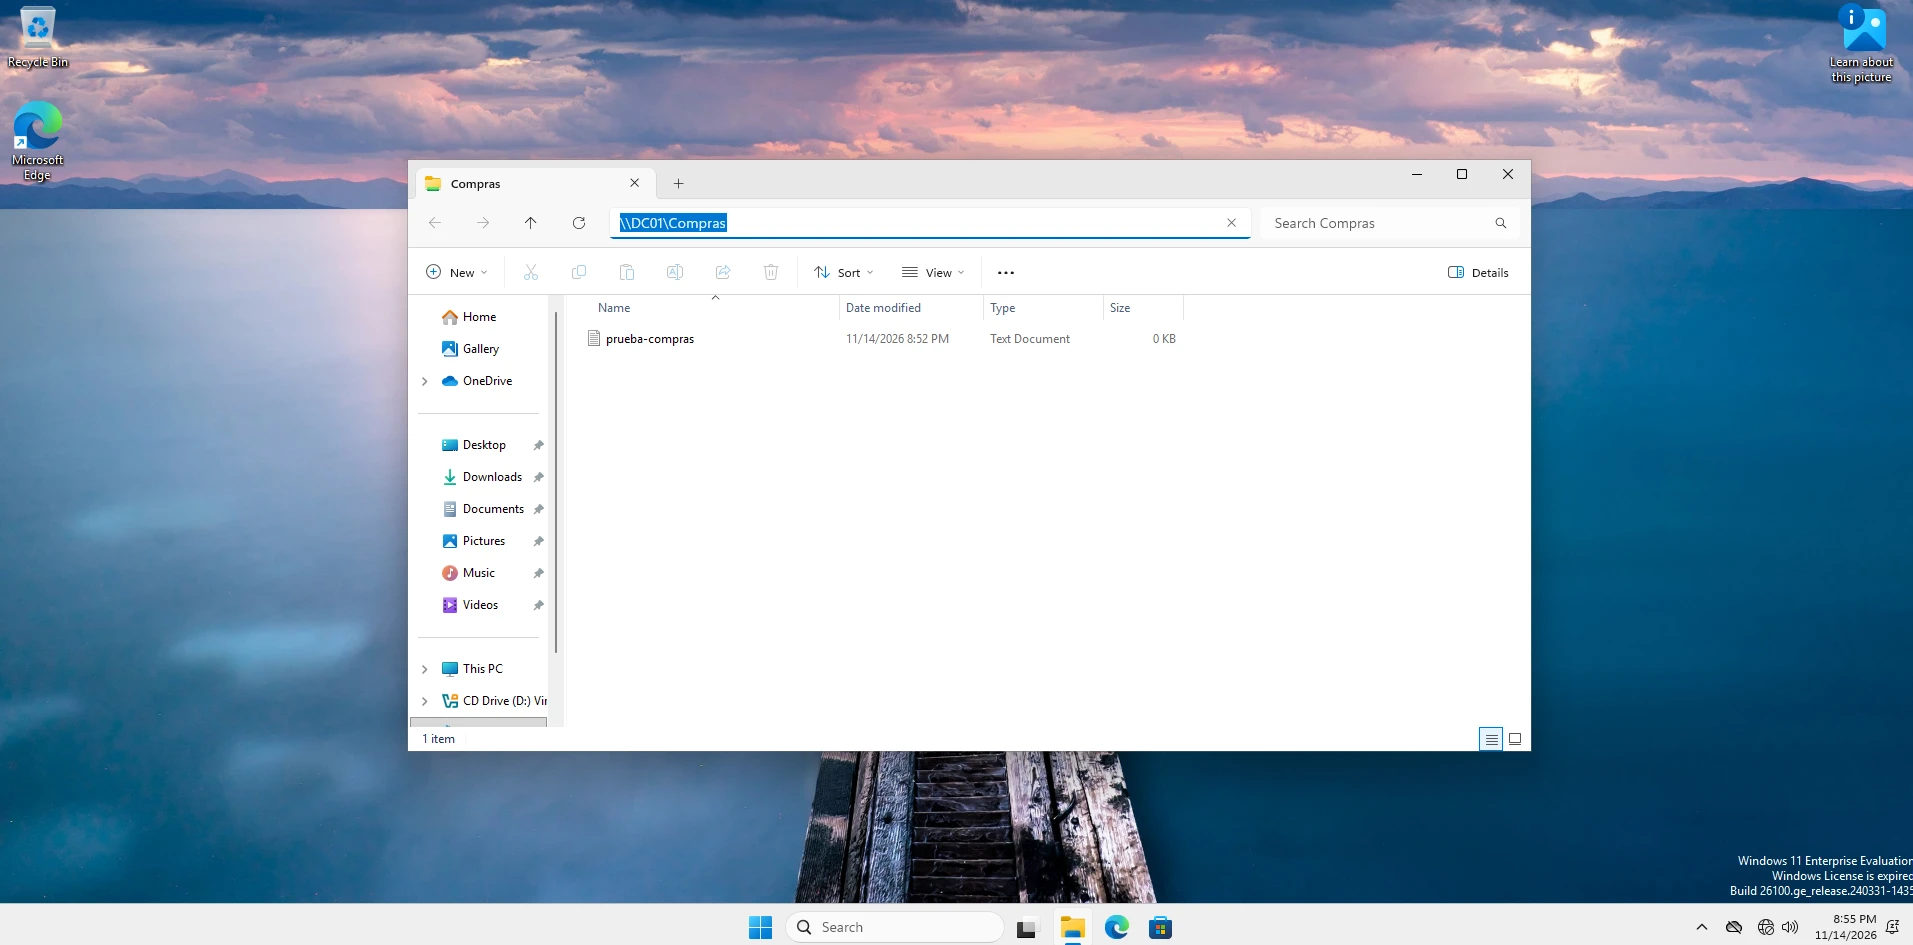 Recycle Bin
Learn about
this picture
Microsoft
Edge
Compras
\\DC01\Compras
Search Compras
New
Sort
View
Details
Home
Gallery
OneDrive
Desktop
Downloads
Documents
Pictures
Music
Videos
This PC
CD Drive (D:) Vir
Name
Date modified
Type
Size
prueba-compras
11/14/2026 8:52 PM
Text Document
0 KB
1 item
Windows 11 Enterprise Evaluation
Windows License is expired
Build 26100.ge_release.240331-1435
Search
8:55 PM
11/14/2026